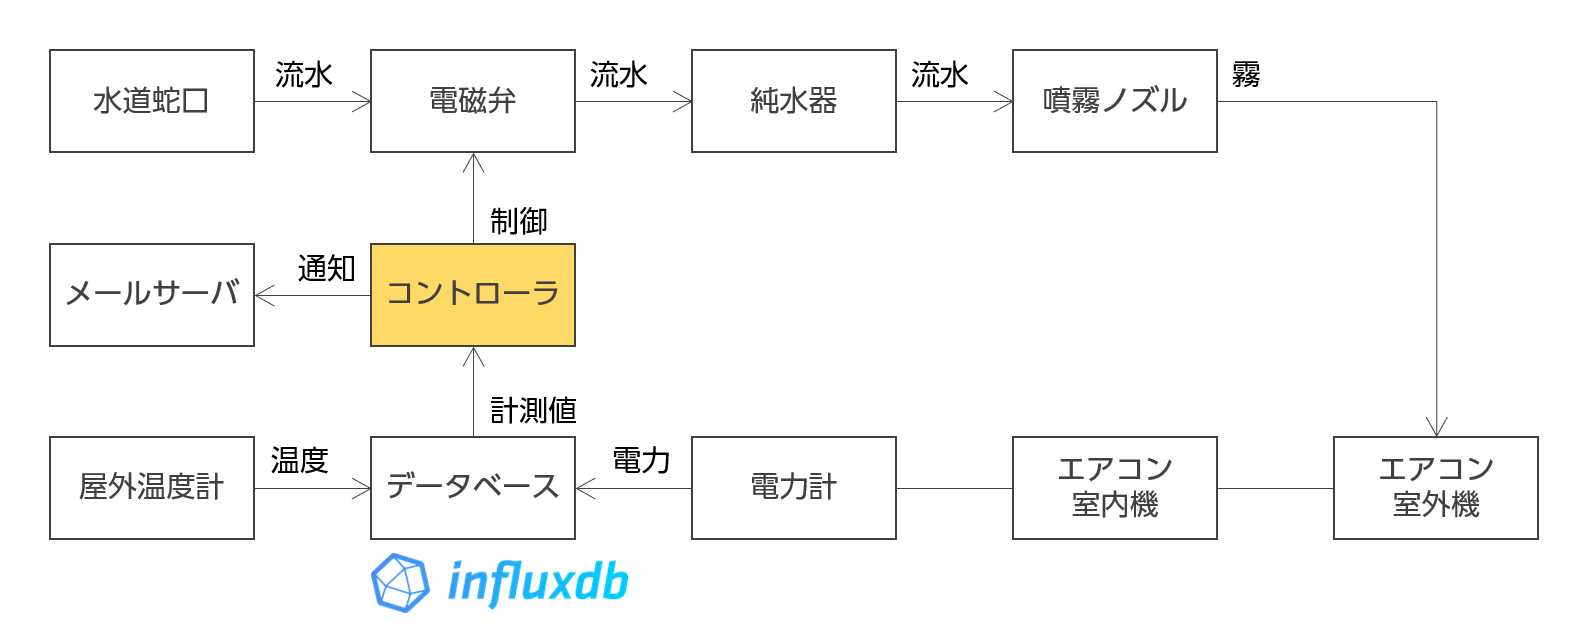 水道蛇口
流水
電磁弁
流水
純水器
流水
噴霧ノズル
霧
制御
メールサーバ
通知
コントローラ
計測値
屋外温度計
温度
データベース
電力
電力計
エアコン
室内機
エアコン
室外機
influxdb